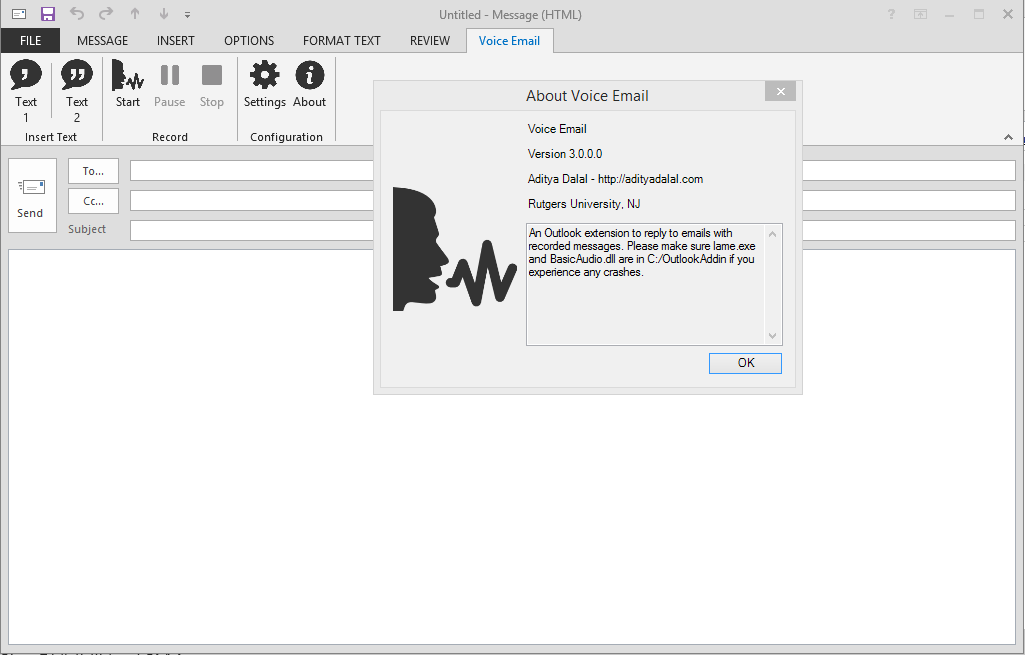 Untitled - Message (HTML)
FILE MESSAGE INSERT OPTIONS FORMAT TEXT REVIEW Voice Email
Text
1
Text
2
Insert Text
Start Pause Stop
Record
Settings About
Configuration
Send
To...
Cc...
Subject
About Voice Email
Voice Email
Version 3.0.0.0
Aditya Dalal - http://adityadalal.com
Rutgers University, NJ
An Outlook extension to reply to emails with
recorded messages. Please make sure lame.exe
and BasicAudio.dll are in C:/OutlookAddin if you
experience any crashes.
OK